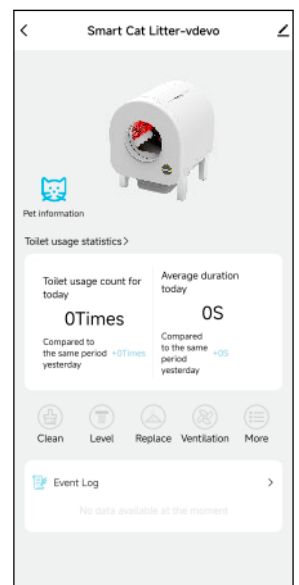 Smart Cat Litter-vdevo
Pet information
Toilet usage statistics
Toilet usage count for
today
0Times
Compared to
the same period +0Times
yesterday
Average duration
today
0S
Compared
to the same
period +0S
yesterday
Clean
Level
Replace
Ventilation
More
Event Log
No data available at the moment